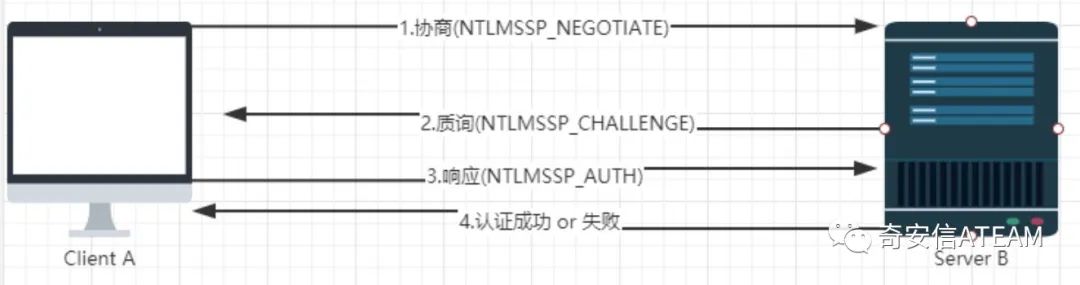 1.协商(NTLMSSP_NEGOTIATE)
2.质询(NTLMSSP_CHALLENGE)
3.响应(NTLMSSP_AUTH)
4.认证成功 or 失败
Client A
奇安信ATEAM
Server B